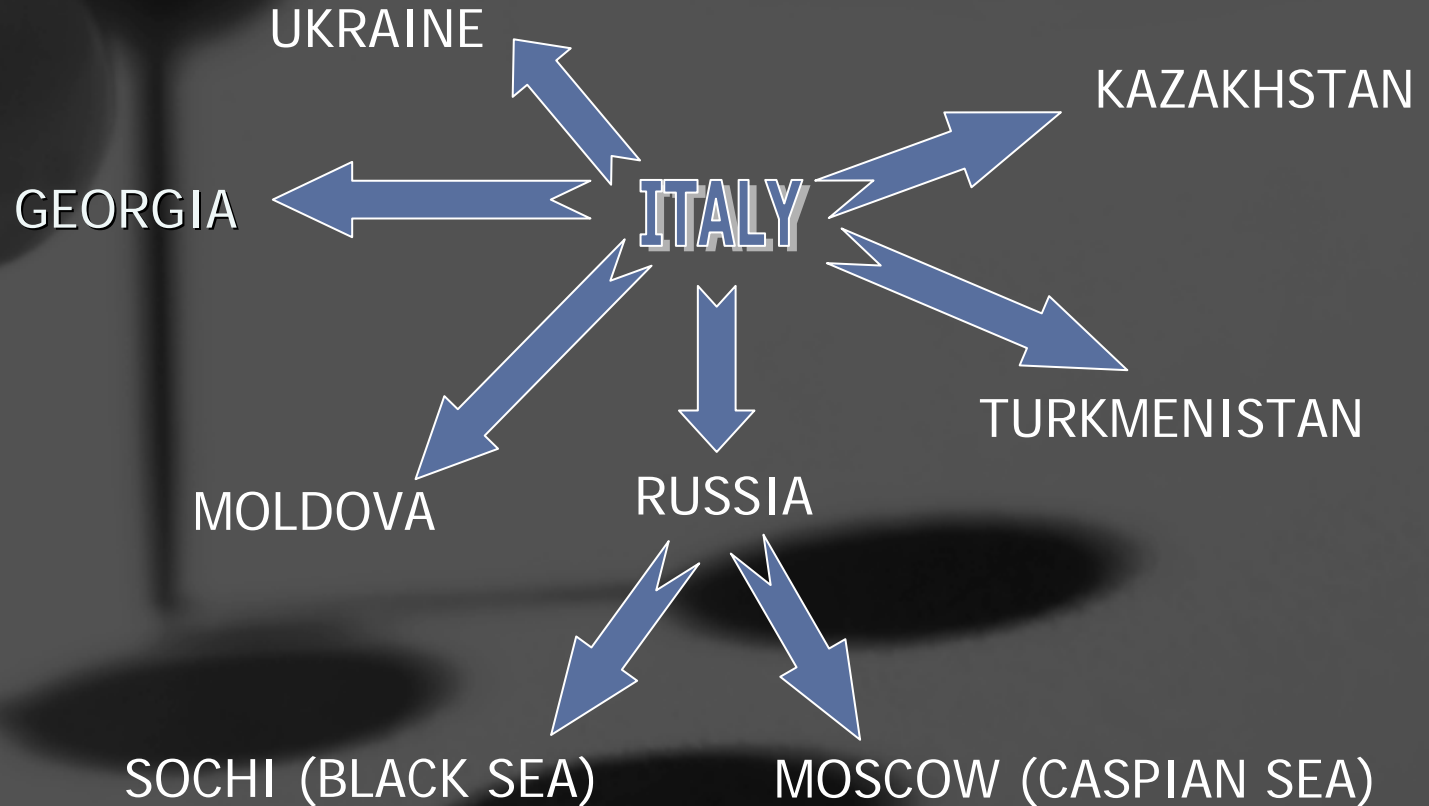 UKRAINE
KAZAKHSTAN
GEORGIA
ITALY
TURKMENISTAN
MOLDOVA
RUSSIA
SOCHI (BLACK SEA)
MOSCOW (CASPIAN SEA)